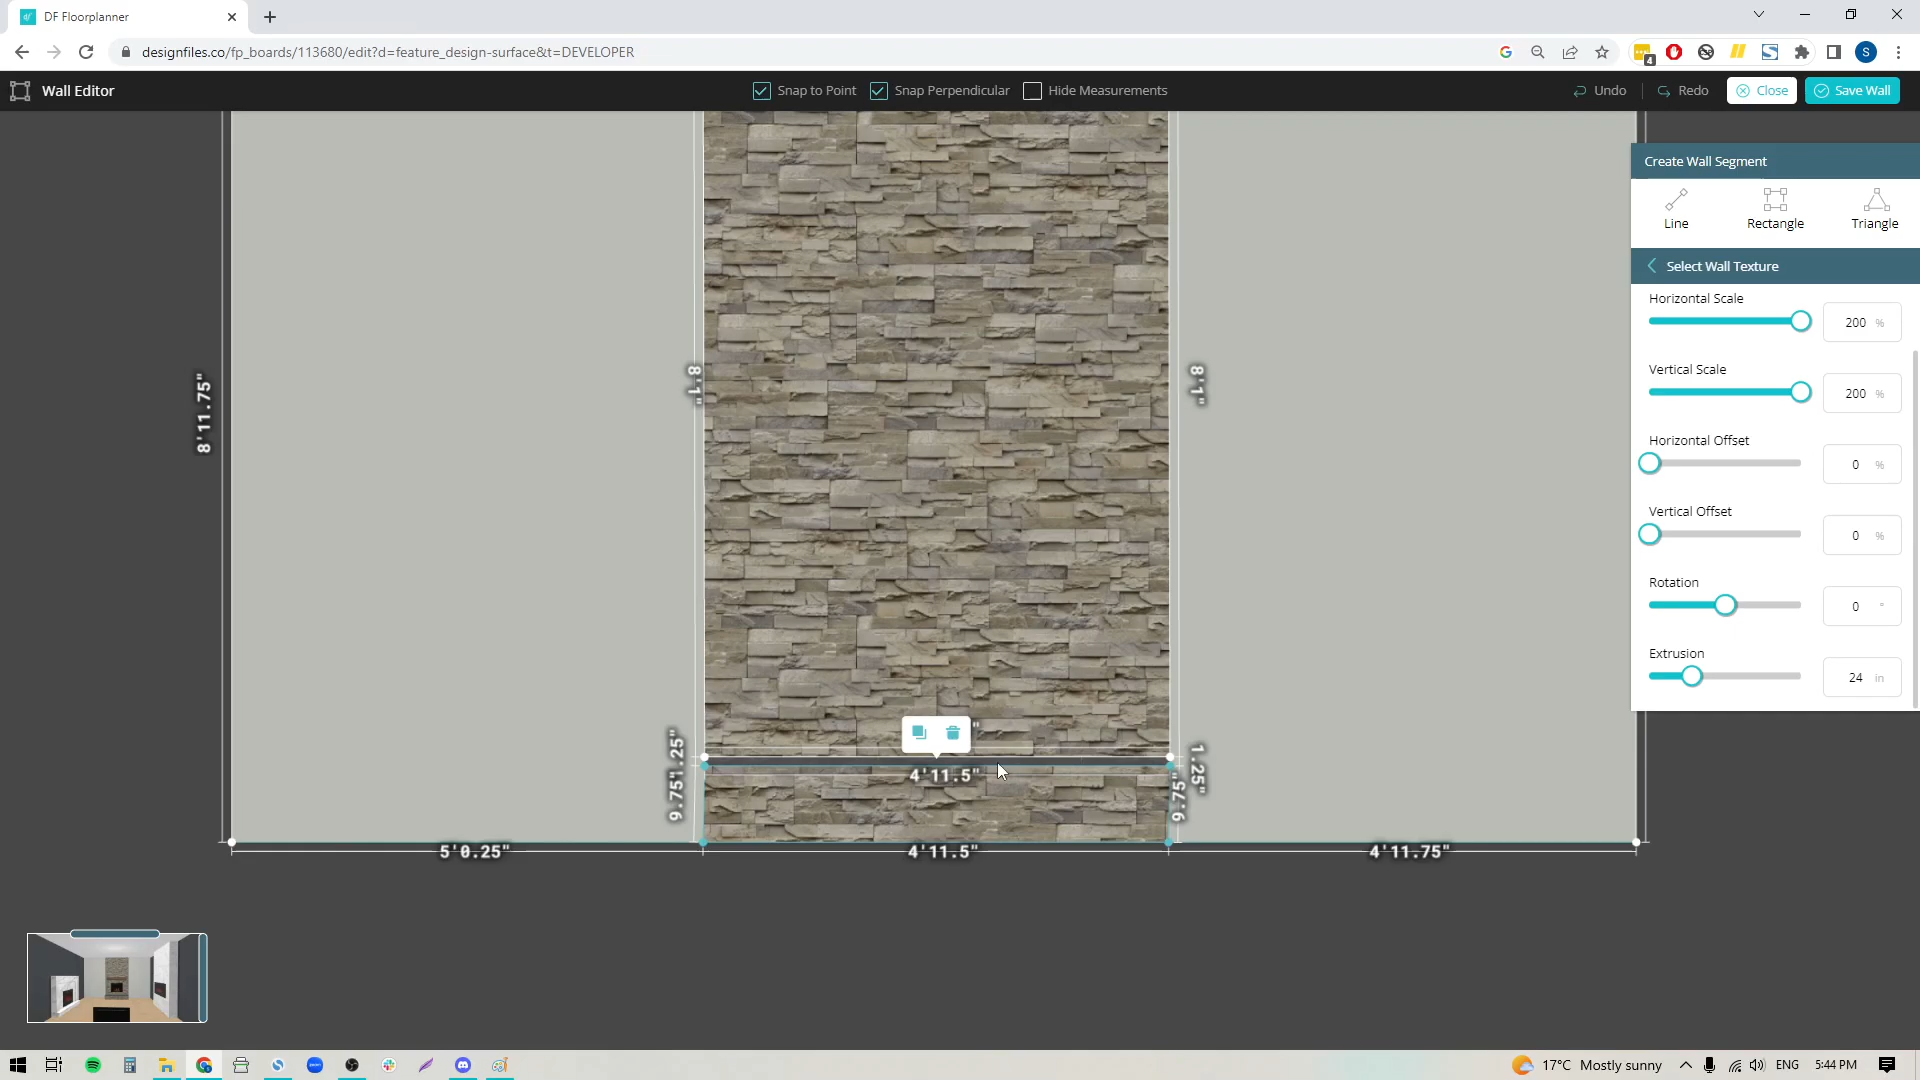 DF Floorplanner
designfiles.co/fp_boards/113680/edit?d=feature_design-surface&t=DEVELOPER
4
S
Wall Editor
Snap to Point
Snap Perpendicular
Hide Measurements
Undo
Redo
Close
Save Wall
Create Wall Segment
Line
Rectangle
Triangle
Select Wall Texture
Horizontal Scale
200 %
Vertical Scale
200 %
Horizontal Offset
0 %
Vertical Offset
0 %
Rotation
0 °
Extrusion
24 in
8'11.75"
8'1"
8'1"
1.25"
9.75"
4'11.5"
1.25"
9.75"
5'0.25"
4'11.5"
4'11.75"
17°C Mostly sunny
ENG
5:44 PM